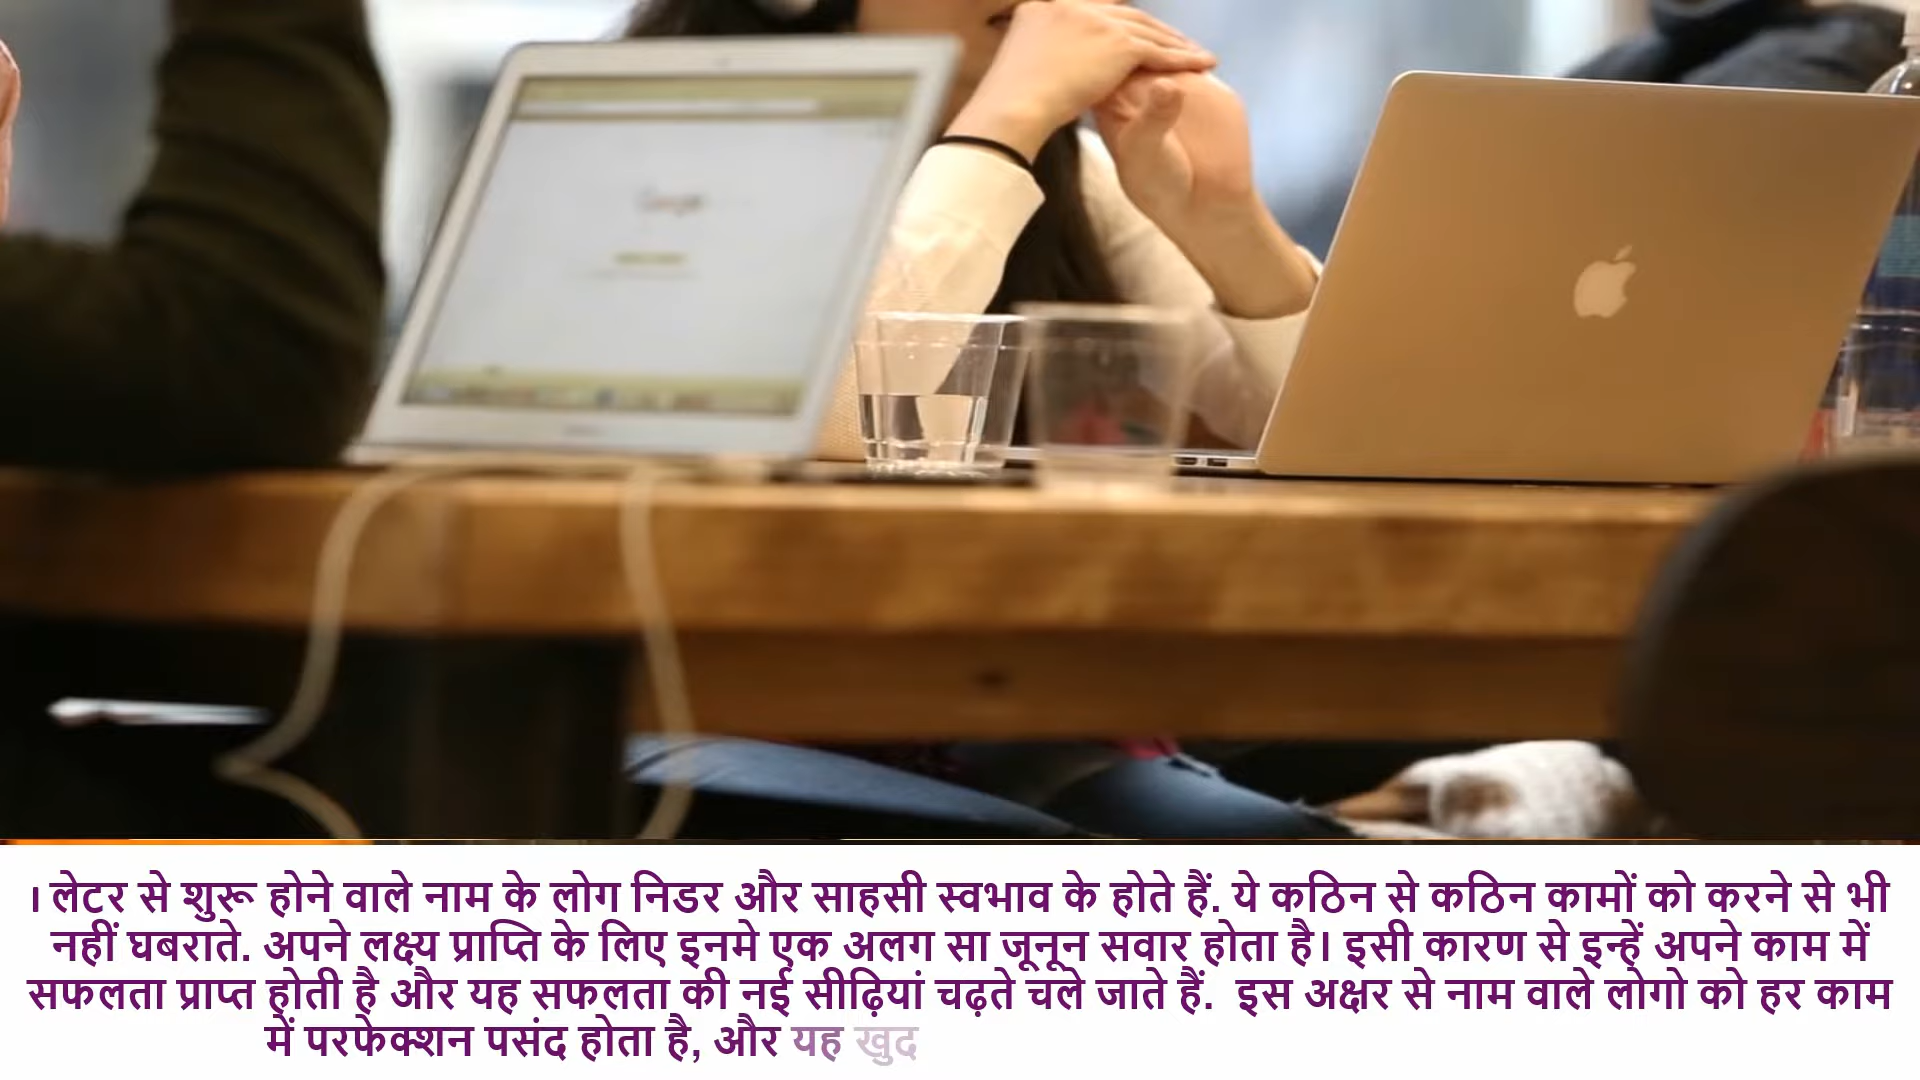 Google
। लेटर से शुरू होने वाले नाम के लोग निडर और साहसी स्वभाव के होते हैं. ये कठिन से कठिन कामों को करने से भी
नहीं घबराते. अपने लक्ष्य प्राप्ति के लिए इनमे एक अलग सा जूनून सवार होता है। इसी कारण से इन्हें अपने काम में
सफलता प्राप्त होती है और यह सफलता की नई सीढ़ियां चढ़ते चले जाते हैं. इस अक्षर से नाम वाले लोगो को हर काम
में परफेक्शन पसंद होता है, और यह खुद